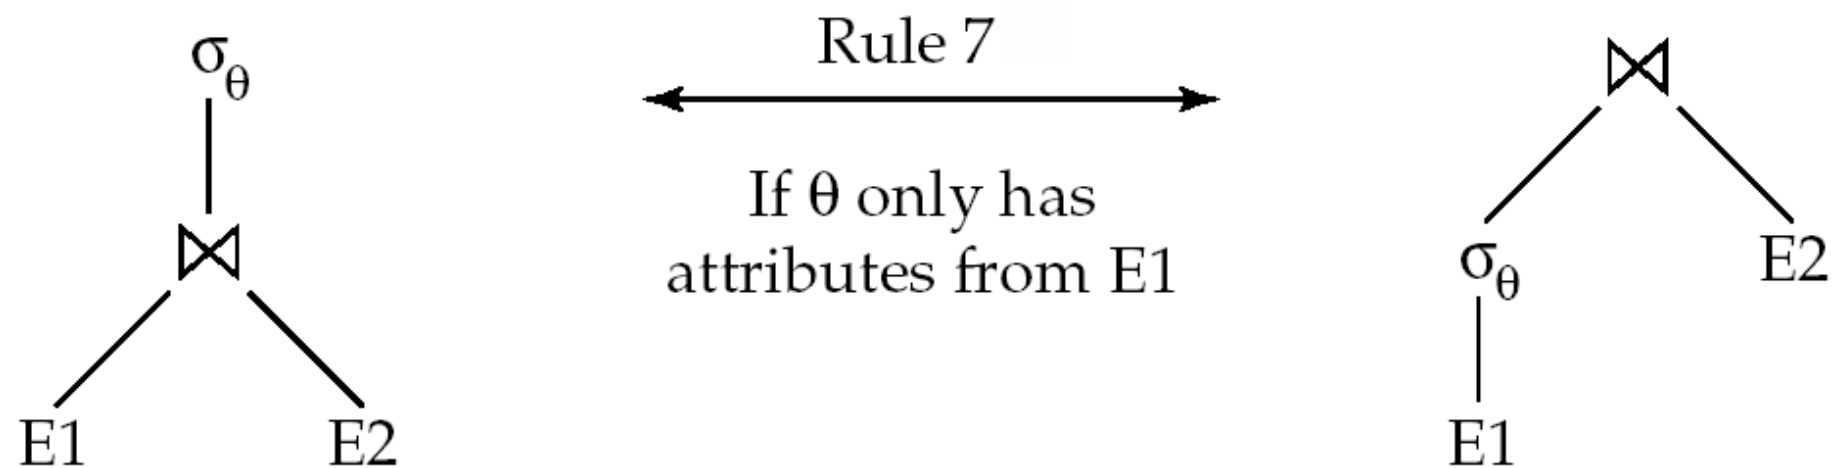 σθ
⋈
E1 E2
Rule 7
If θ only has
attributes from E1
⋈
σθ E2
E1